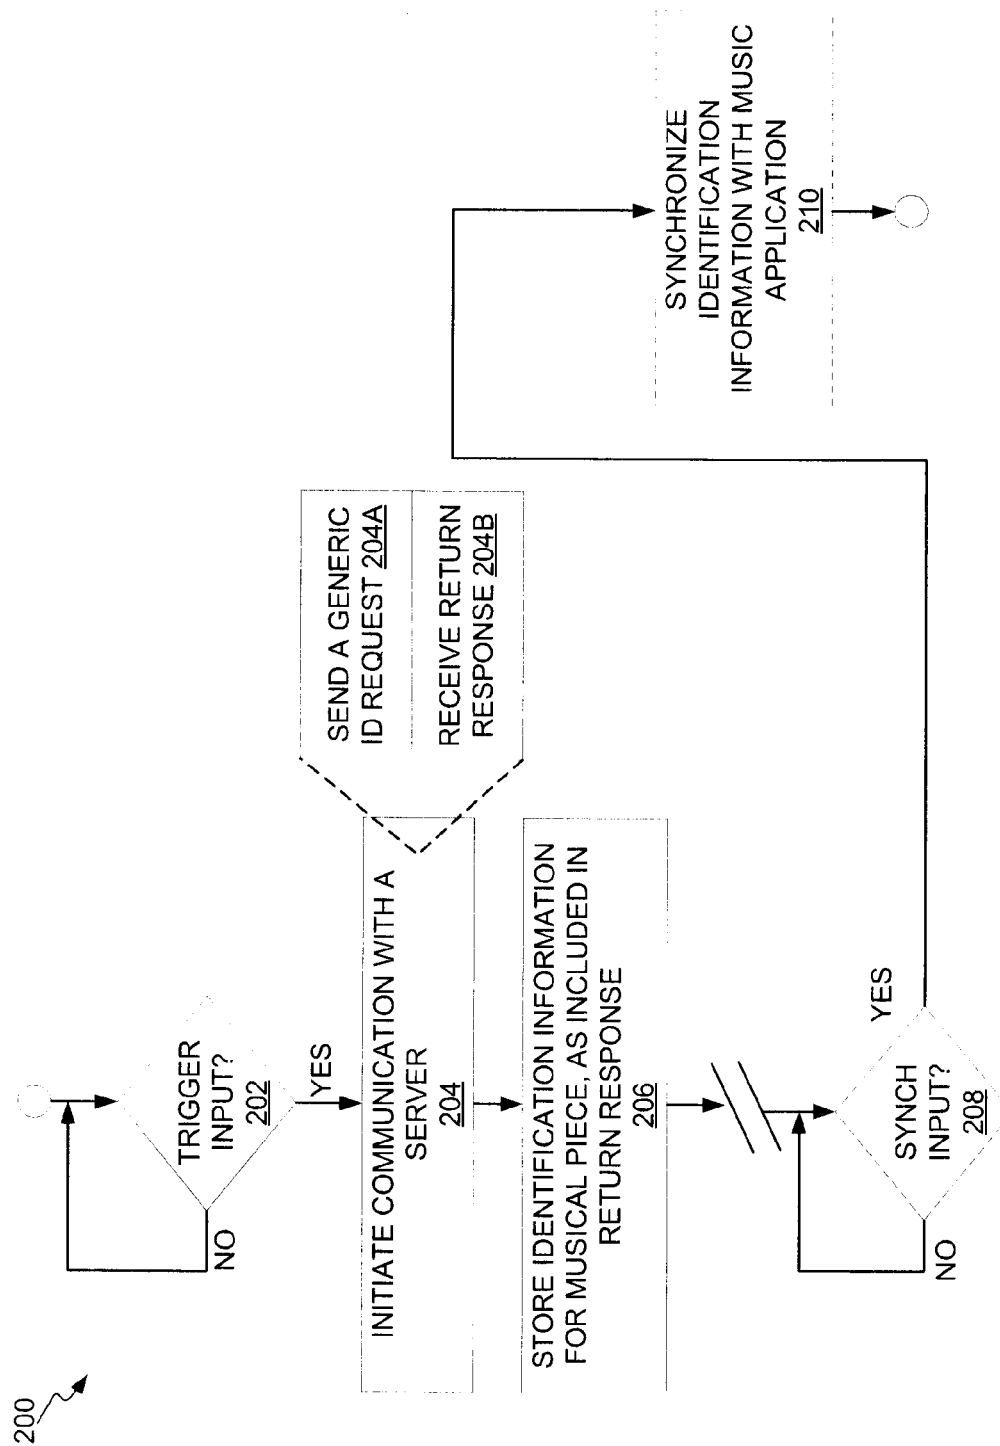 200
TRIGGER
INPUT?
202
NO
YES
INITIATE COMMUNICATION WITH A
SERVER
204
SEND A GENERIC
ID REQUEST 204A
RECEIVE RETURN
RESPONSE 204B
STORE IDENTIFICATION INFORMATION
FOR MUSICAL PIECE, AS INCLUDED IN
RETURN RESPONSE
206
SYNCH
INPUT?
208
NO
YES
SYNCHRONIZE
IDENTIFICATION
INFORMATION WITH MUSIC
APPLICATION
210